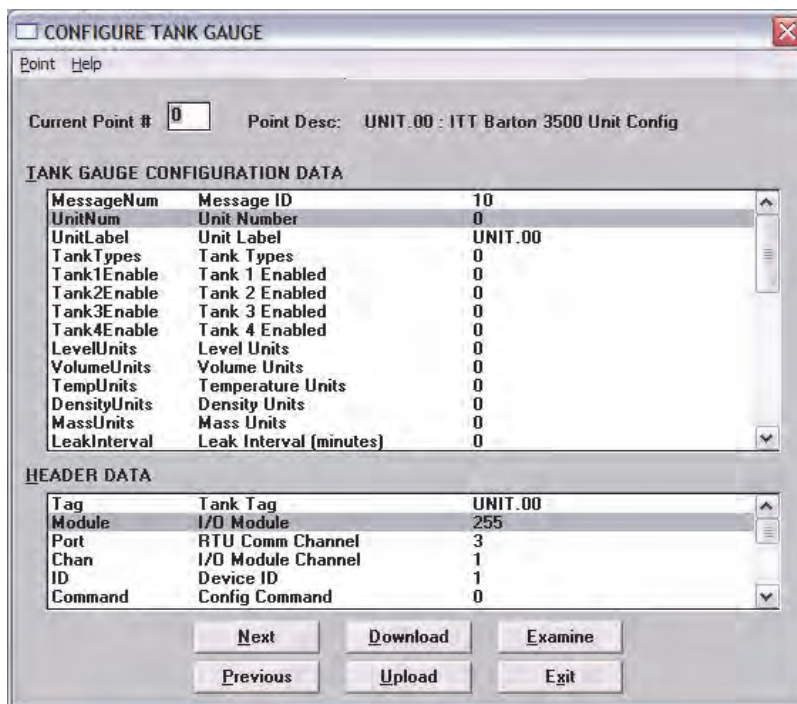 CONFIGURE TANK GAUGE
Point Help
Current Point # 0 Point Desc: UNIT.00 : ITT Barton 3500 Unit Config
TANK GAUGE CONFIGURATION DATA
MessageNum Message ID 10
UnitNum Unit Number 0
UnitLabel Unit Label UNIT.00
TankTypes Tank Types 0
Tank1Enable Tank 1 Enabled 0
Tank2Enable Tank 2 Enabled 0
Tank3Enable Tank 3 Enabled 0
Tank4Enable Tank 4 Enabled 0
LevelUnits Level Units 0
VolumeUnits Volume Units 0
TempUnits Temperature Units 0
DensityUnits Density Units 0
MassUnits Mass Units 0
LeakInterval Leak Interval (minutes) 0
HEADER DATA
Tag Tank Tag UNIT.00
Module I/O Module 255
Port RTU Comm Channel 3
Chan I/O Module Channel 1
ID Device ID 1
Command Config Command 0
Next Download Examine
Previous Upload Exit